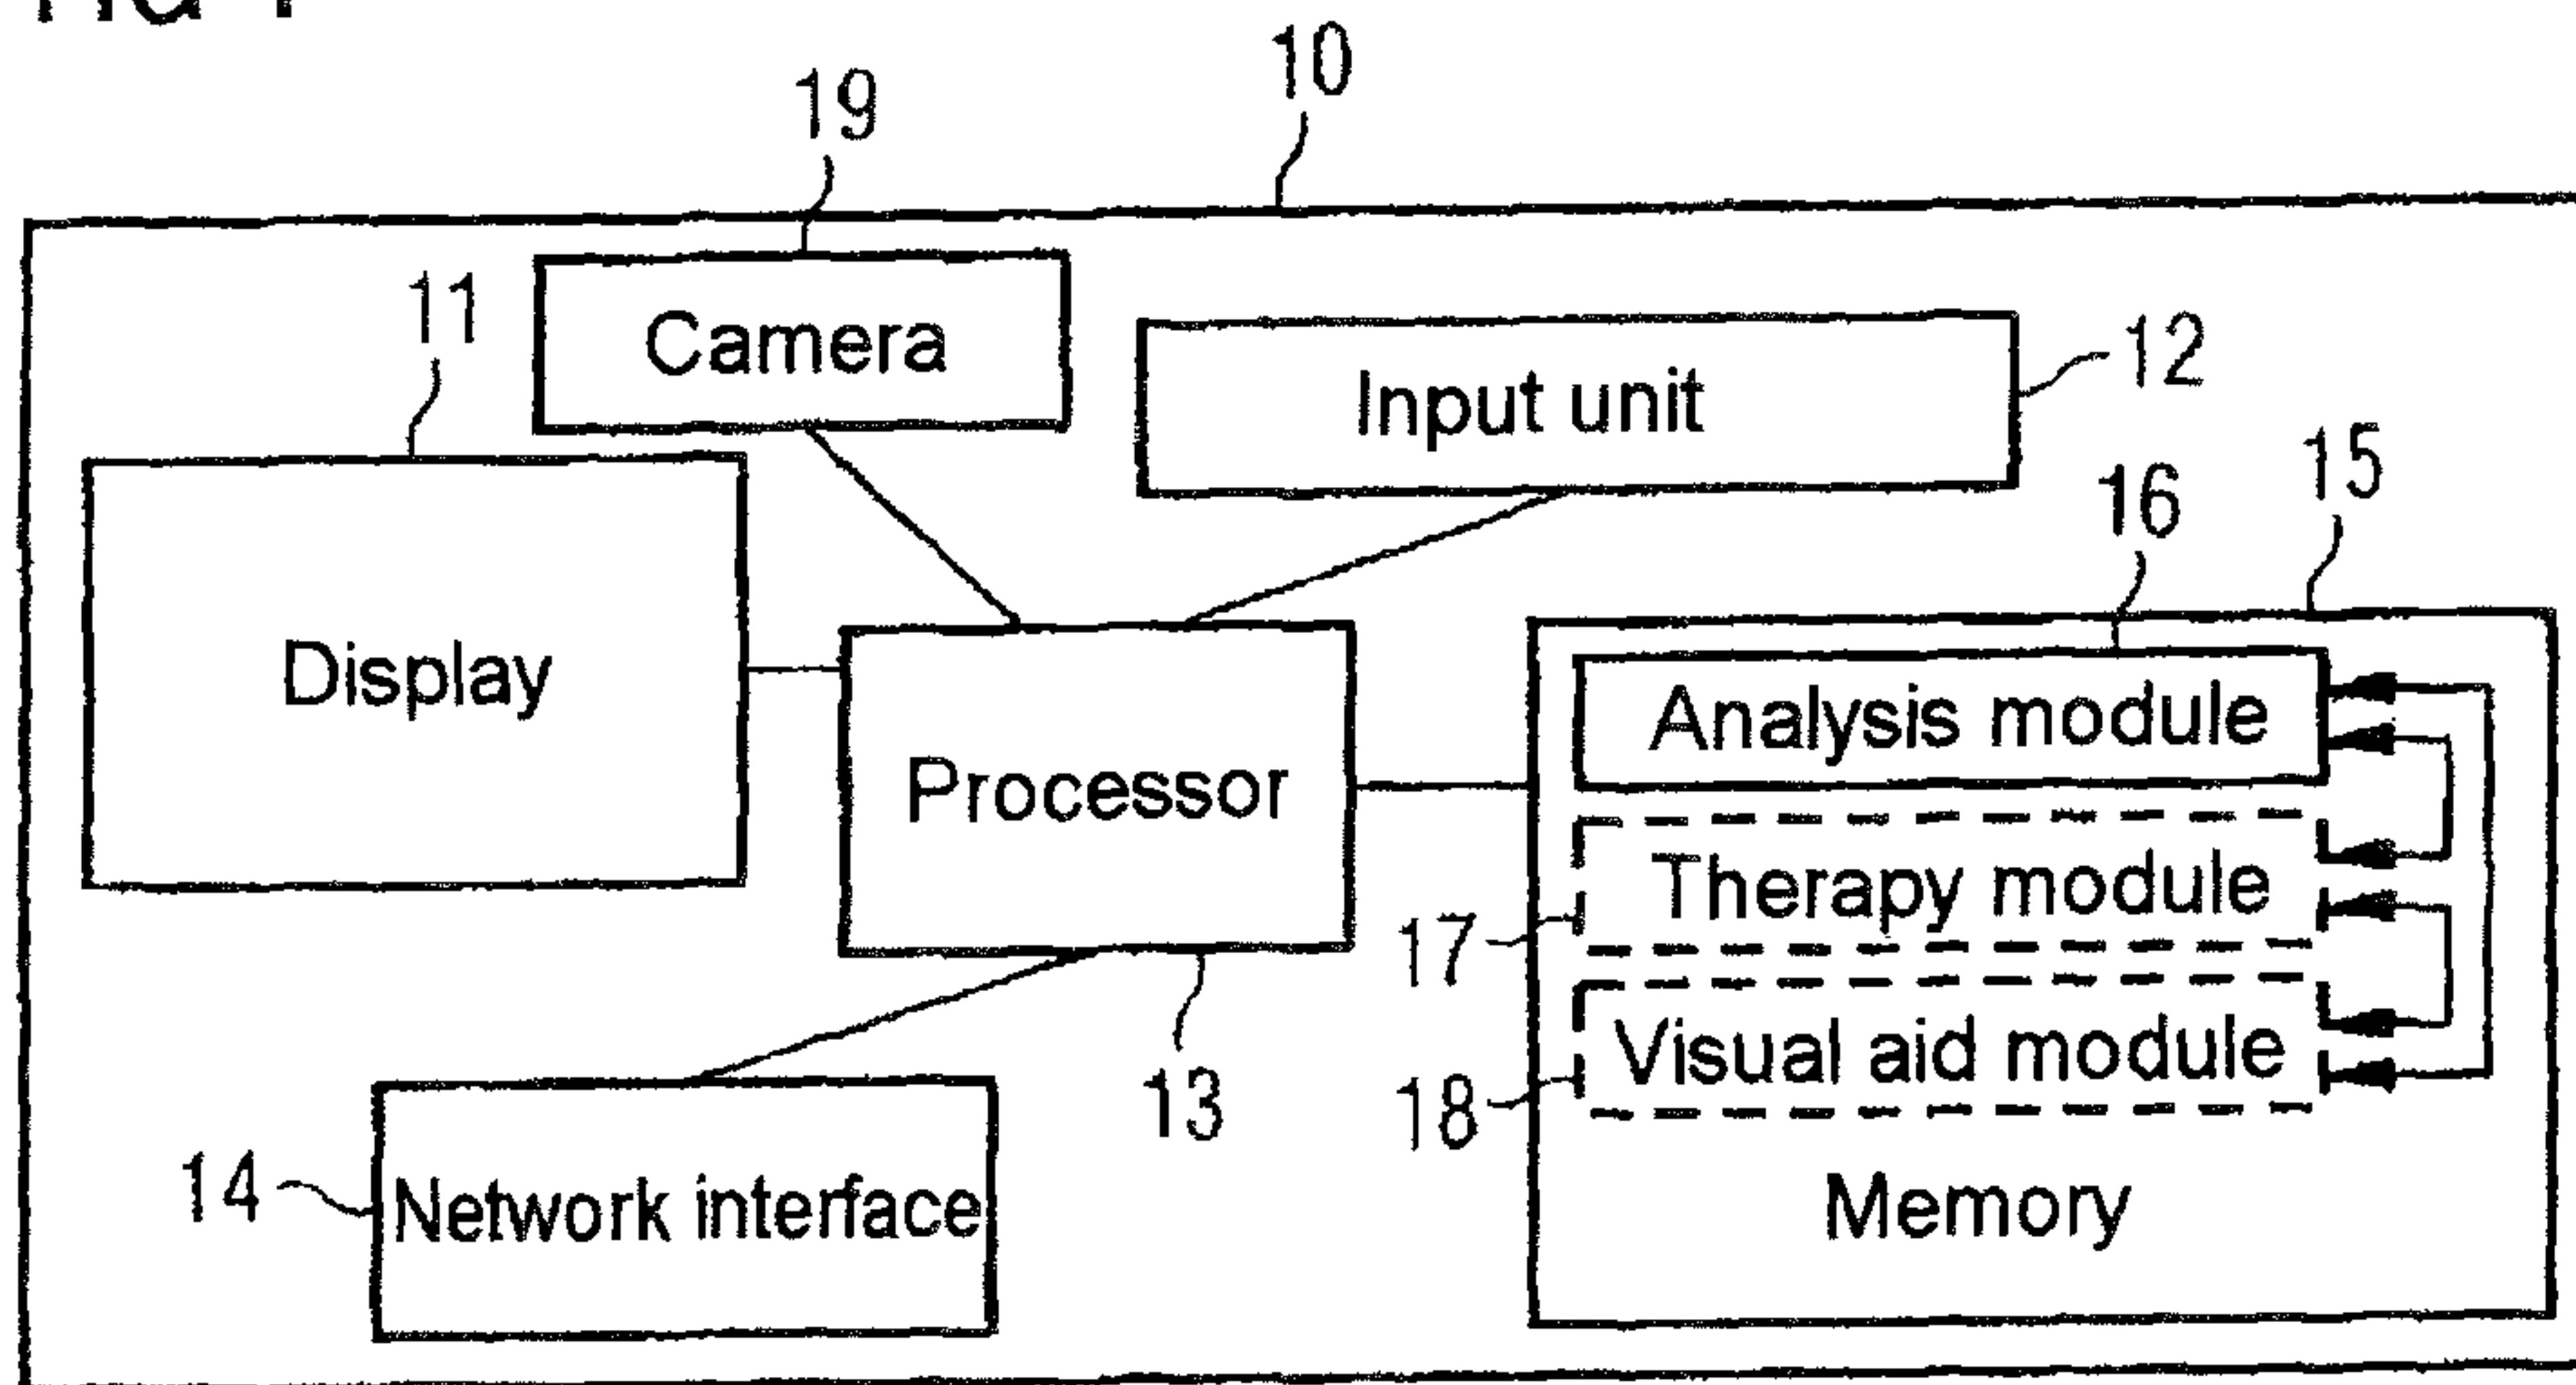 10
19
Camera
11
Input unit
12
15
16
Display
Analysis module
Processor
Therapy module
17
Visual aid module
18
13
14
Network interface
Memory